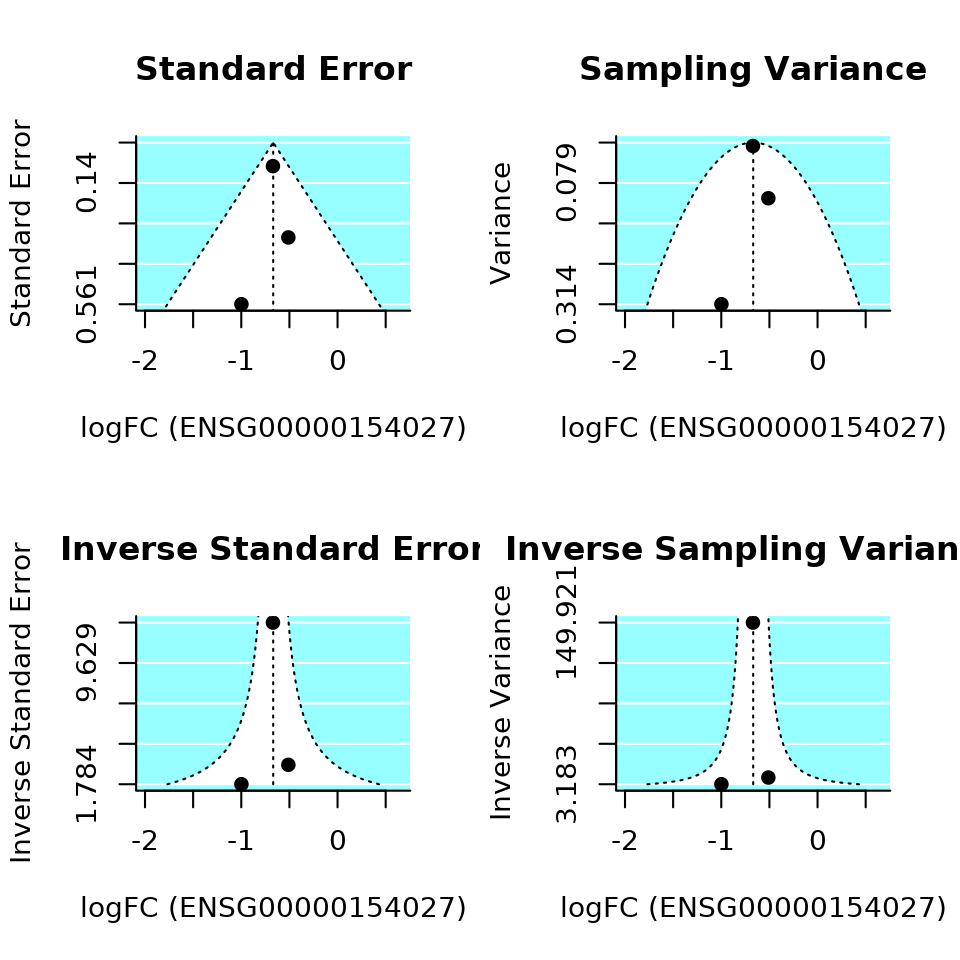 Standard Error
Standard Error
0.14
0.561
-2 -1 0
logFC (ENSG00000154027)
Sampling Variance
Variance
0.079
0.314
-2 -1 0
logFC (ENSG00000154027)
Inverse Standard Error
Inverse Standard Error
9.629
1.784
-2 -1 0
logFC (ENSG00000154027)
Inverse Sampling Varian
Inverse Variance
149.921
3.183
-2 -1 0
logFC (ENSG00000154027)